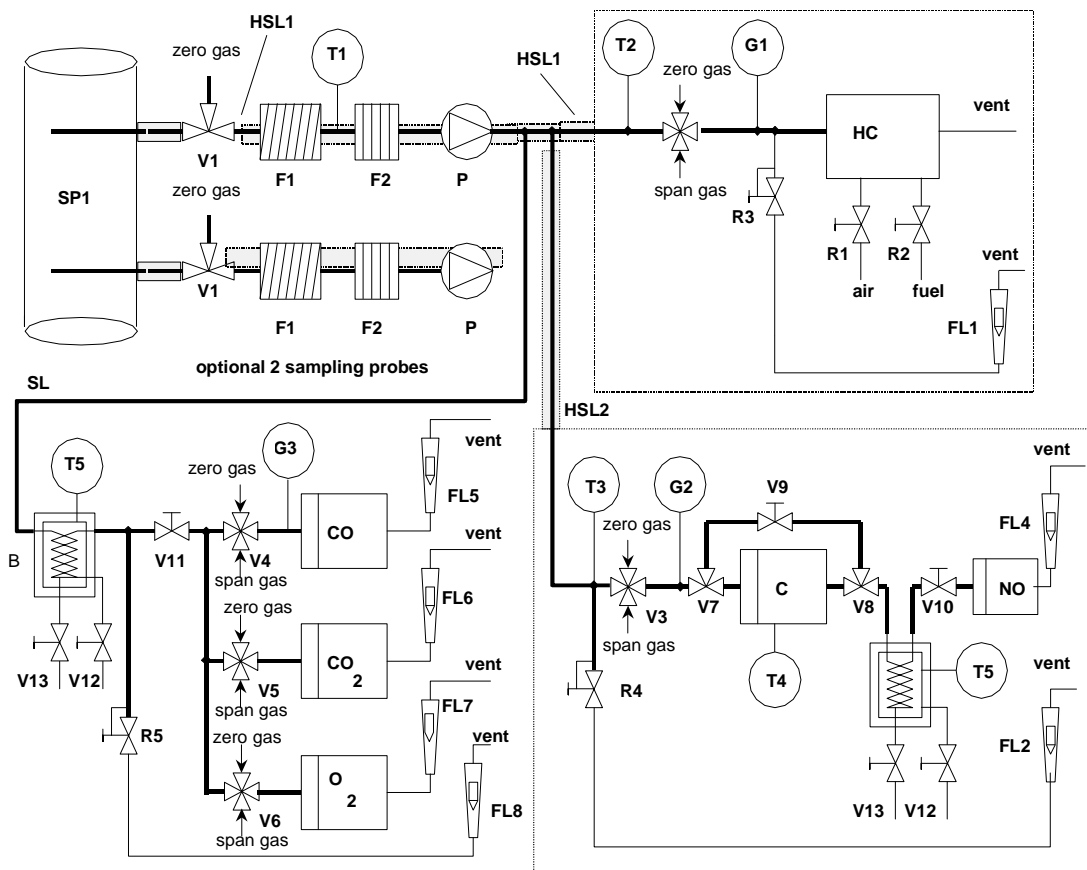 HSL1
zero gas
T1
HSL1
T2
G1
zero gas
vent
HC
V1
F1
F2
P
span gas
zero gas
SP1
R3
R1
R2
air
fuel
vent
V1
F1
F2
P
FL1
optional 2 sampling probes
SL
HSL2
vent
T5
G3
zero gas
FL5
CO
B
V11
V4
span gas
vent
zero gas
FL6
CO
2
V13
V12
V5
span gas
vent
FL7
zero gas
R5
O
2
V6
span gas
vent
FL8
T3
G2
V9
vent
FL4
zero gas
C
NO
V3
V7
V8
V10
span gas
T4
T5
vent
R4
FL2
V13
V12